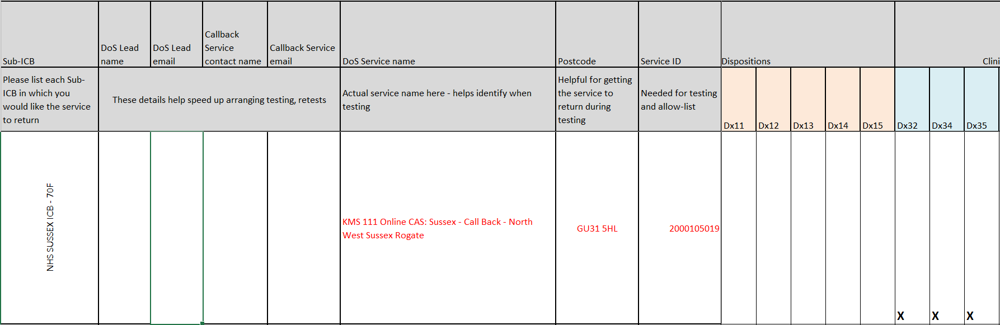 Sub-ICB
DoS Lead
name
DoS Lead
email
Callback
Service
contact name
Callback Service
email
DoS Service name
Postcode
Service ID
Dispositions
Clini
Please list each Sub-
ICB in which you
would like the service
to return
These details help speed up arranging testing, retests
Actual service name here - helps identify when
testing
Helpful for getting
the service to
return during
testing
Needed for testing
and allow-list
Dx11
Dx12
Dx13
Dx14
Dx15
Dx32
Dx34
Dx35
NHS SUSSEX ICB - 70F
KMS 111 Online CAS: Sussex - Call Back - North
West Sussex Rogate
GU31 5HL
2000105019
X
X
X